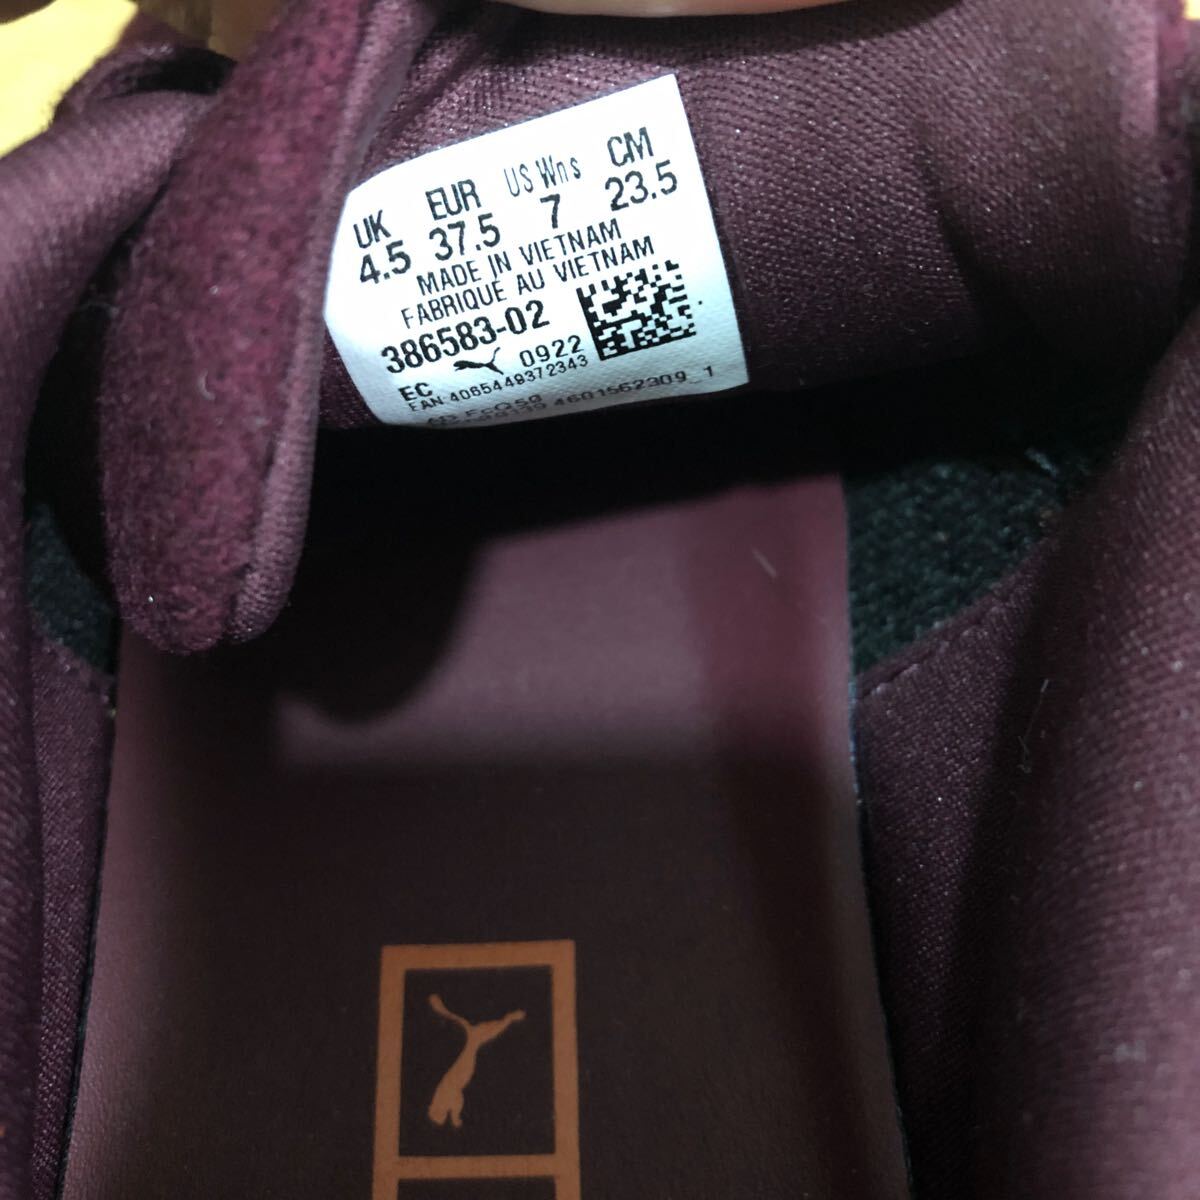 UK EUR US Wns CM
4.5 37.5 7 23.5
MADE IN VIETNAM
FABRIQUE AU VIETNAM
386583-02
EC 0922
EAN:4065449372343
4601562309_1